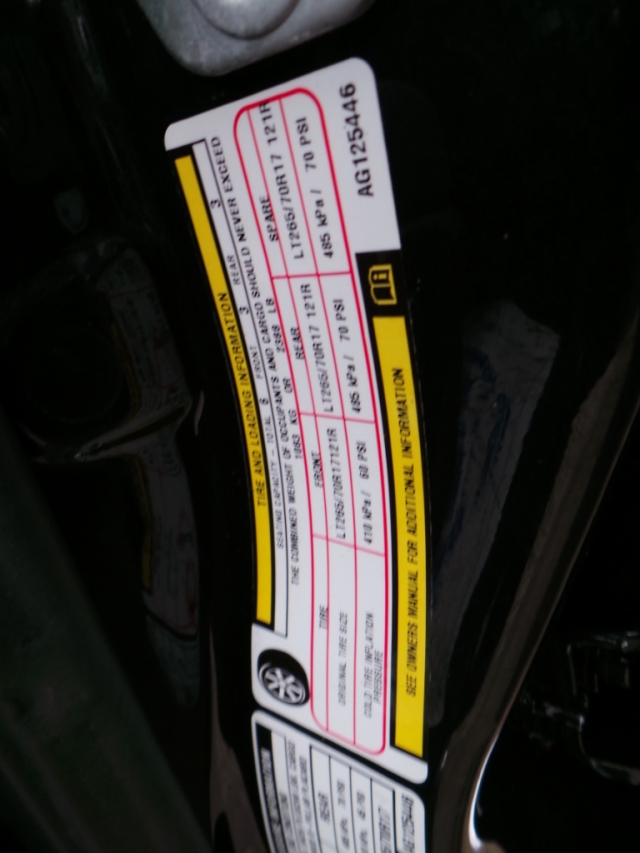 TIRE AND LOADING INFORMATION
SEATING CAPACITY — TOTAL 6 FRONT 3 REAR 3
THE COMBINED WEIGHT OF OCCUPANTS AND CARGO SHOULD NEVER EXCEED
1083 KG OR 2388 LB
TIRE FRONT REAR SPARE
ORIGINAL TIRE SIZE LT265/70R17 121R LT265/70R17 121R LT265/70R17 121R
COLD TIRE INFLATION PRESSURE 410 kPa / 60 PSI 485 kPa / 70 PSI 485 kPa / 70 PSI
SEE OWNERS MANUAL FOR ADDITIONAL INFORMATION
AG125446
REAR